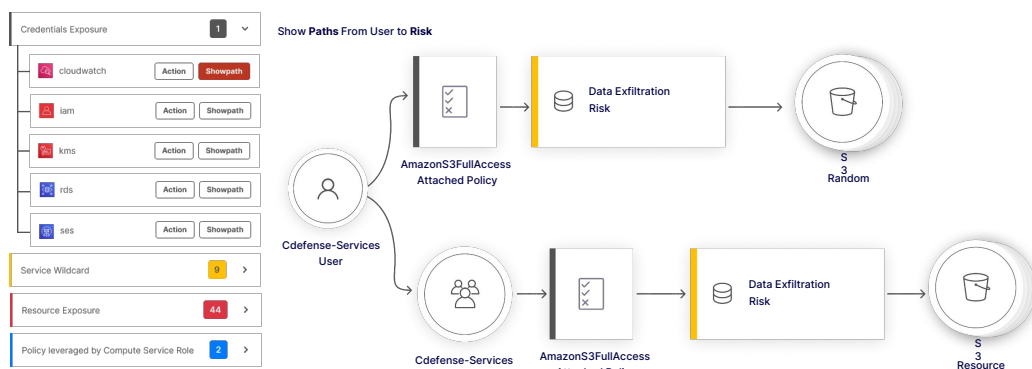 Credentials Exposure 1
cloudwatch Action Showpath
iam Action Showpath
kms Action Showpath
rds Action Showpath
ses Action Showpath
Service Wildcard 9
Resource Exposure 44
Policy leveraged by Compute Service Role 2
Show Paths From User to Risk
Cdefense-Services
User
AmazonS3FullAccess
Attached Policy
Data Exfiltration
Risk
S
3
Random
Cdefense-Services
AmazonS3FullAccess
Data Exfiltration
Risk
S
3
Resource